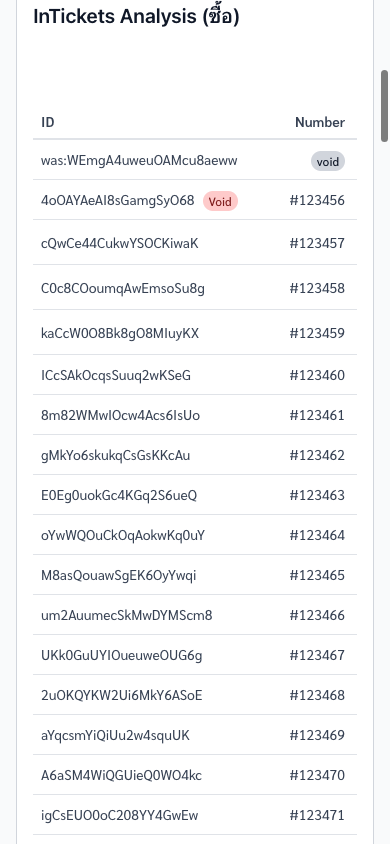 InTickets Analysis (ซื้อ)
ID Number
was:WEmgA4uweuOAMcu8aeww void
4oOAYAeAI8sGamgSyO68 Void #123456
cQwCe44CukwYSOCKiwaK #123457
C0c8COoumqAwEmsoSu8g #123458
kaCcW0O8Bk8gO8MIuyKX #123459
ICcSAkOcqsSuuq2wKSeG #123460
8m82WMwIOcw4Acs6IsUo #123461
gMkYo6skukqCsGsKKcAu #123462
E0Eg0uokGc4KGq2S6ueQ #123463
oYwWQOuCkOqAokwKq0uY #123464
M8asQouawSgEK6OyYwqi #123465
um2AuumecSkMwDYMScm8 #123466
UKk0GuUYIOueuweOUG6g #123467
2uOKQYKW2Ui6MkY6ASoE #123468
aYqcsmYiQiUu2w4squUK #123469
A6aSM4WiQGUieQ0WO4kc #123470
igCsEUO0oC208YY4GwEw #123471